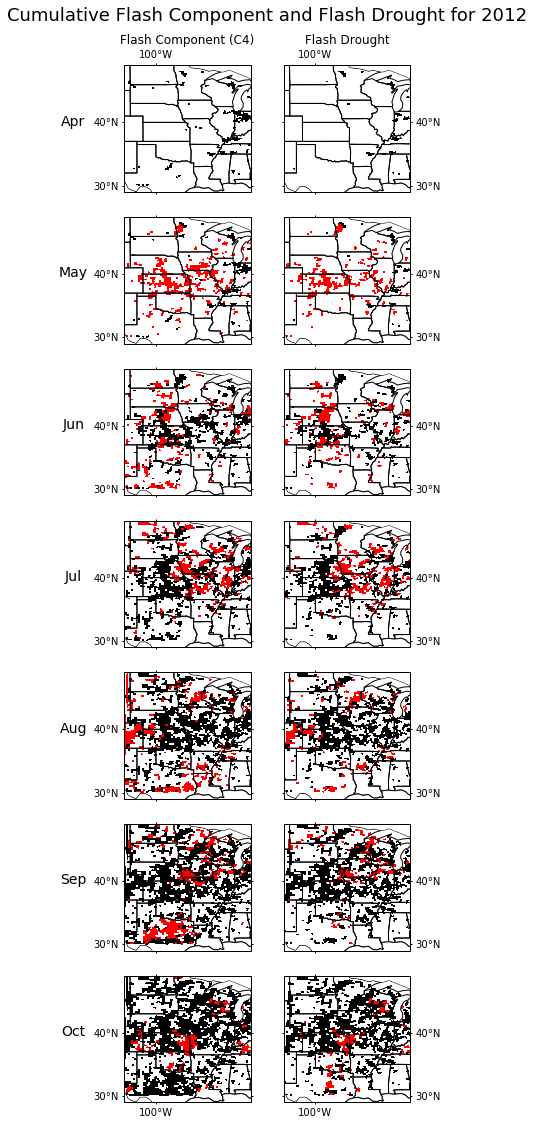 Cumulative Flash Component and Flash Drought for 2012
Flash Component (C4) Flash Drought
100°W 100°W
Apr 40°N 40°N
30°N 30°N
May 40°N 40°N
30°N 30°N
Jun 40°N 40°N
30°N 30°N
Jul 40°N 40°N
30°N 30°N
Aug 40°N 40°N
30°N 30°N
Sep 40°N 40°N
30°N 30°N
Oct 40°N 40°N
30°N 30°N
100°W 100°W